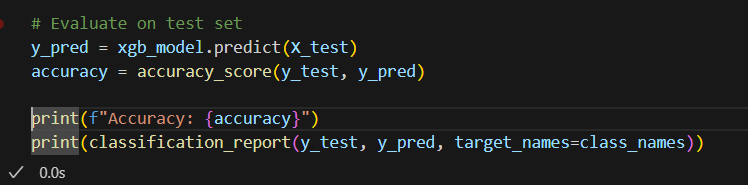 # Evaluate on test set
y_pred = xgb_model.predict(X_test)
accuracy = accuracy_score(y_test, y_pred)
print(f"Accuracy: {accuracy}")
print(classification_report(y_test, y_pred, target_names=class_names))
0.0s